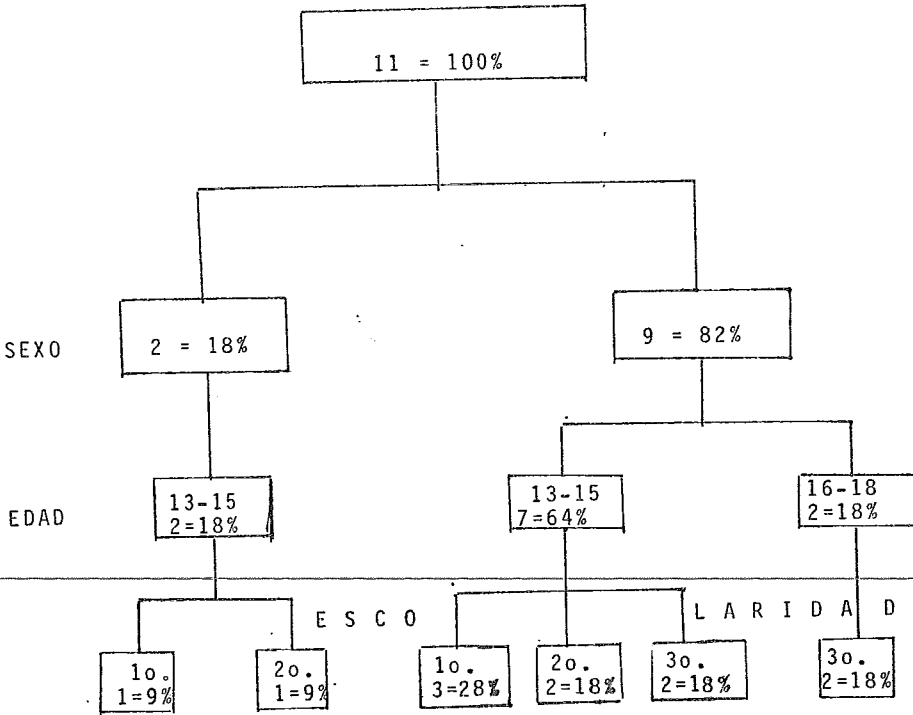 11 = 100%
SEXO
2 = 18%
9 = 82%
EDAD
13-15
2=18%
13-15
7=64%
16-18
2=18%
ESCO LARIDAD
1o.
1=9%
2o.
1=9%
1o.
3=28%
2o.
2=18%
3o.
2=18%
3o.
2=18%